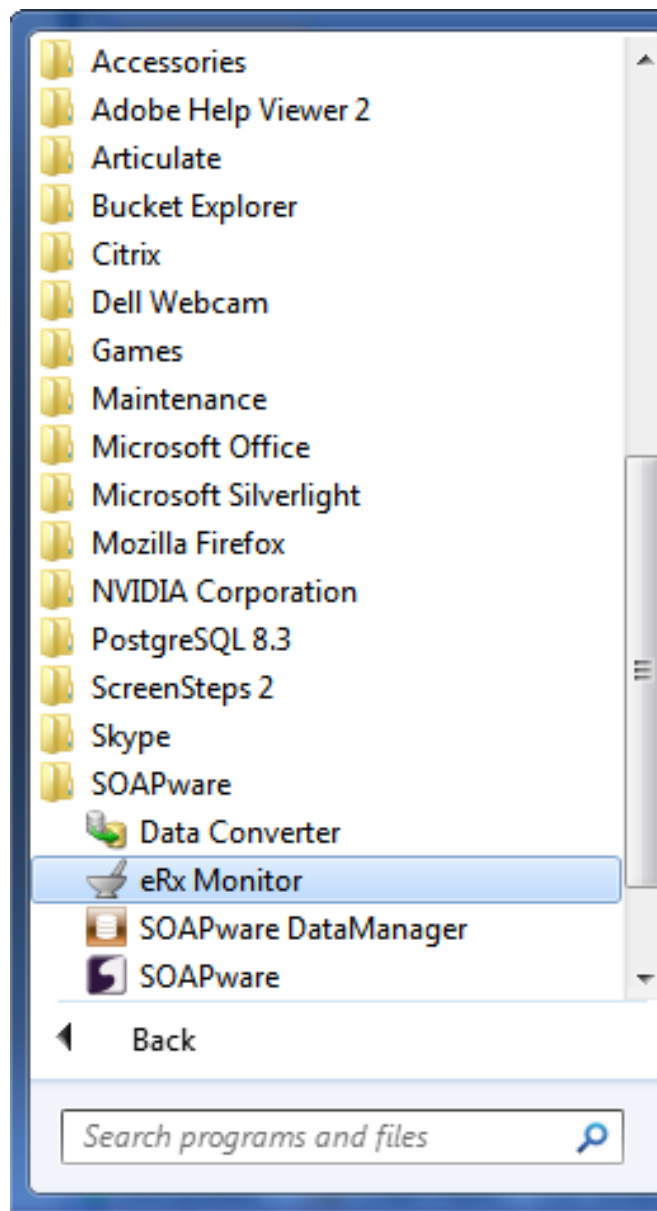 Accessories
Adobe Help Viewer 2
Articulate
Bucket Explorer
Citrix
Dell Webcam
Games
Maintenance
Microsoft Office
Microsoft Silverlight
Mozilla Firefox
NVIDIA Corporation
PostgreSQL 8.3
ScreenSteps 2
Skype
SOAPware
Data Converter
eRx Monitor
SOAPware DataManager
SOAPware
Back
Search programs and files